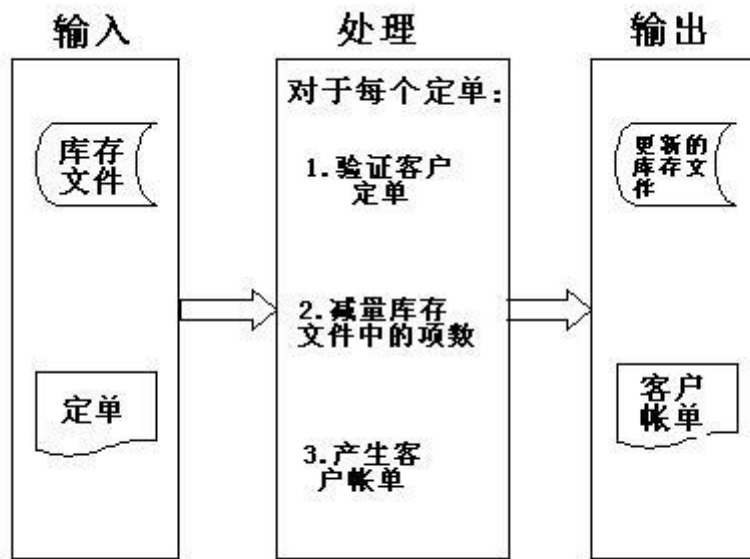 输入
库存
文件
定单
处理
对于每个定单：
1.验证客户
定单
2.减量库存
文件中的项数
3.产生客
户帐单
输出
更新的
库存文
件
客户
帐单